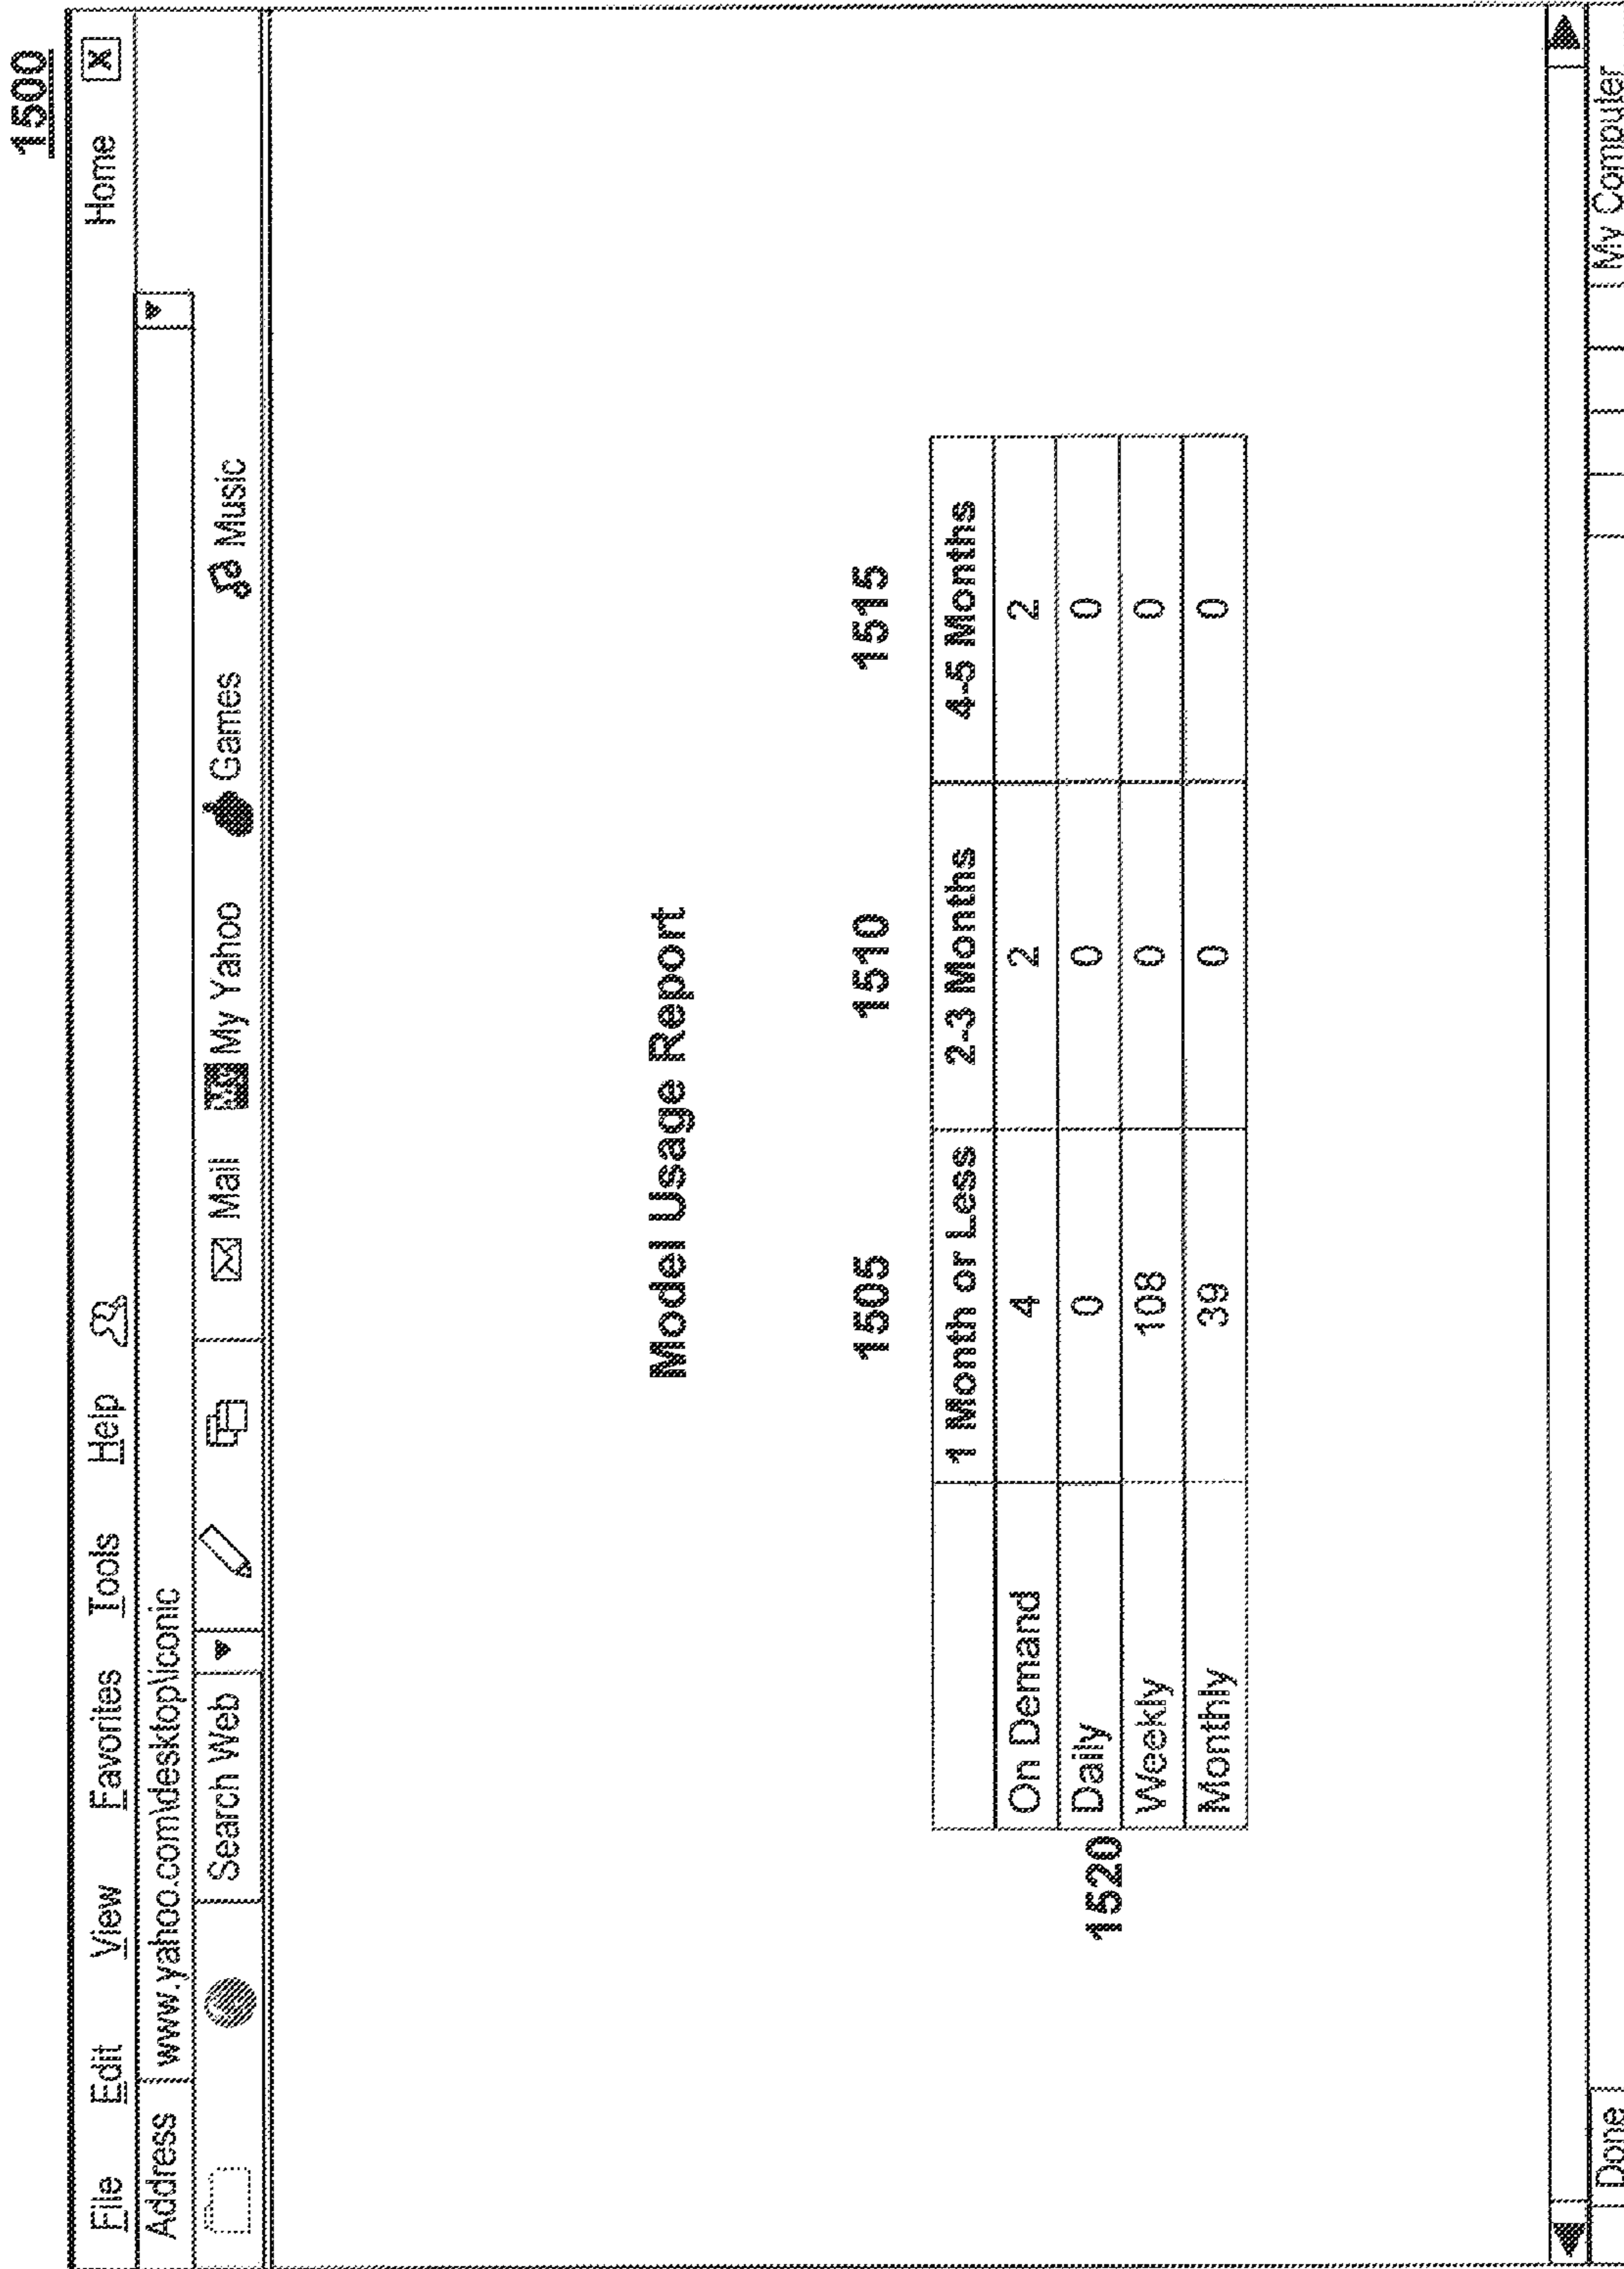 1500
File Edit View Favorites Tools Help Home X
Address www.yahoo.com\desktop\iconic
Search Web Mail My Yahoo Games Music
Model Usage Report
1505 1510 1515
1 Month or Less 2-3 Months 4-5 Months
On Demand 4 2 2
1520 Daily 0 0 0
Weekly 108 0 0
Monthly 39 0 0
Done My Computer